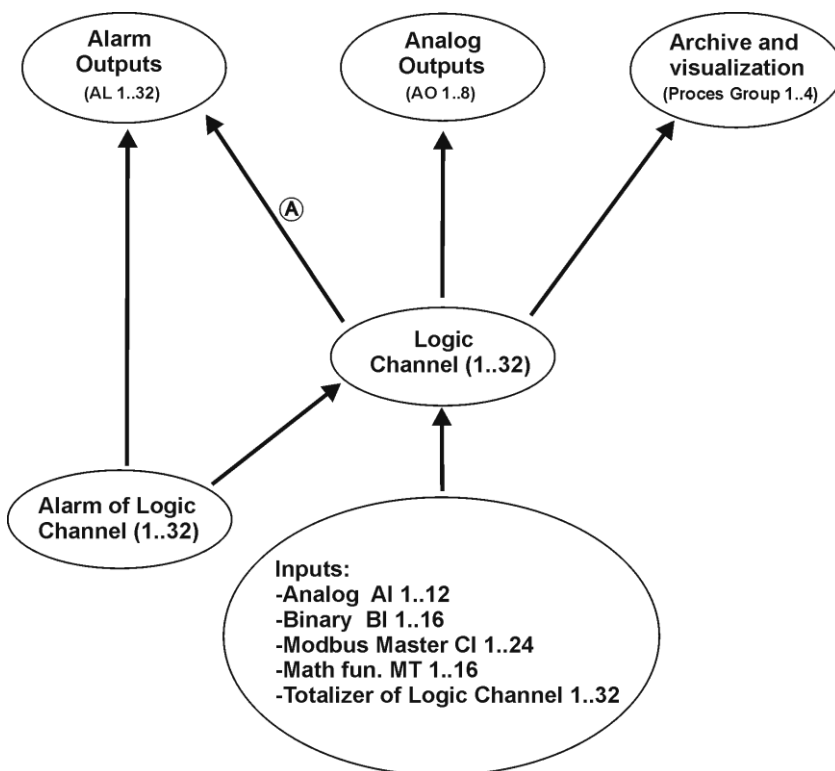 Alarm
Outputs
(AL 1..32)
Analog
Outputs
(AO 1..8)
Archive and
visualization
(Proces Group 1..4)
A
Logic
Channel (1..32)
Alarm of Logic
Channel (1..32)
Inputs:
-Analog AI 1..12
-Binary BI 1..16
-Modbus Master CI 1..24
-Math fun. MT 1..16
-Totalizer of Logic Channel 1..32